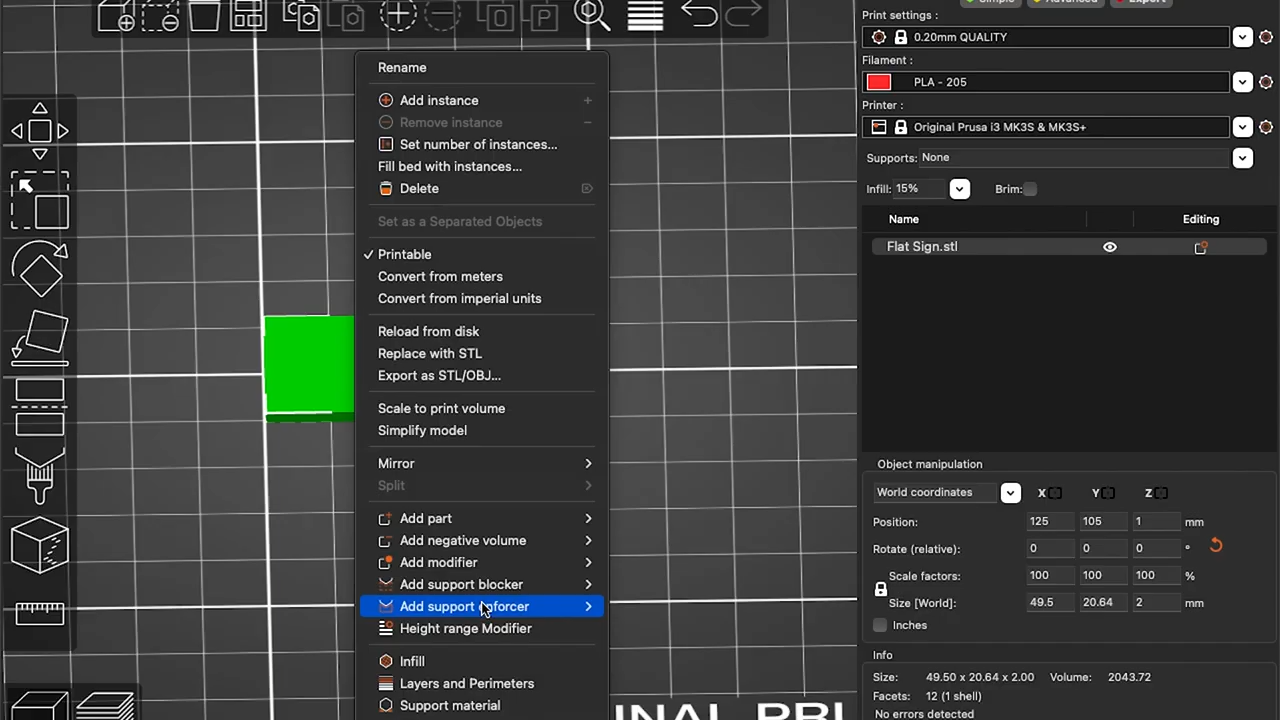 Simple Advanced Expert
Print settings :
0.20mm QUALITY
Filament :
PLA - 205
Printer :
Original Prusa i3 MK3S & MK3S+
Supports: None
Infill: 15% Brim:
Name Editing
Flat Sign.stl
Rename
Add instance +
Remove instance −
Set number of instances...
Fill bed with instances...
Delete
Set as a Separated Objects
✓ Printable
Convert from meters
Convert from imperial units
Reload from disk
Replace with STL
Export as STL/OBJ...
Scale to print volume
Simplify model
Mirror
Split
Add part
Add negative volume
Add modifier
Add support blocker
Add support enforcer
Height range Modifier
Infill
Layers and Perimeters
Support material
Object manipulation
World coordinates X Y Z
Position: 125 105 1 mm
Rotate (relative): 0 0 0 °
Scale factors: 100 100 100 %
Size [World]: 49.5 20.64 2 mm
Inches
Info
Size: 49.50 x 20.64 x 2.00 Volume: 2043.72
Facets: 12 (1 shell)
No errors detected